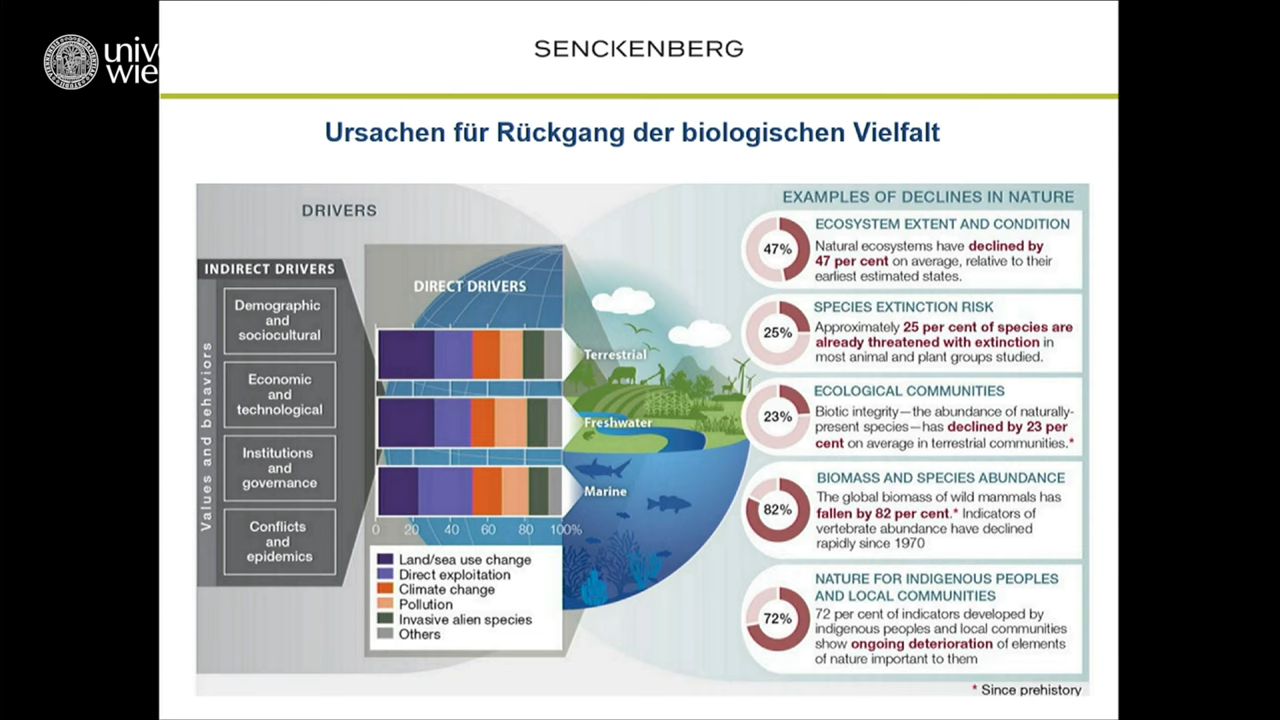 univ
wie
SENCKENBERG
Ursachen für Rückgang der biologischen Vielfalt
DRIVERS
INDIRECT DRIVERS
Values and behaviors
Demographic
and
sociocultural
Economic
and
technological
Institutions
and
governance
Conflicts
and
epidemics
DIRECT DRIVERS
Terrestrial
Freshwater
Marine
0 20 40 60 80 100%
Land/sea use change
Direct exploitation
Climate change
Pollution
Invasive alien species
Others
EXAMPLES OF DECLINES IN NATURE
47%
ECOSYSTEM EXTENT AND CONDITION
Natural ecosystems have declined by
47 per cent on average, relative to their
earliest estimated states.
25%
SPECIES EXTINCTION RISK
Approximately 25 per cent of species are
already threatened with extinction in
most animal and plant groups studied.
23%
ECOLOGICAL COMMUNITIES
Biotic integrity—the abundance of naturally-
present species—has declined by 23 per
cent on average in terrestrial communities.*
82%
BIOMASS AND SPECIES ABUNDANCE
The global biomass of wild mammals has
fallen by 82 per cent.* Indicators of
vertebrate abundance have declined
rapidly since 1970
72%
NATURE FOR INDIGENOUS PEOPLES
AND LOCAL COMMUNITIES
72 per cent of indicators developed by
indigenous peoples and local communities
show ongoing deterioration of elements
of nature important to them
* Since prehistory